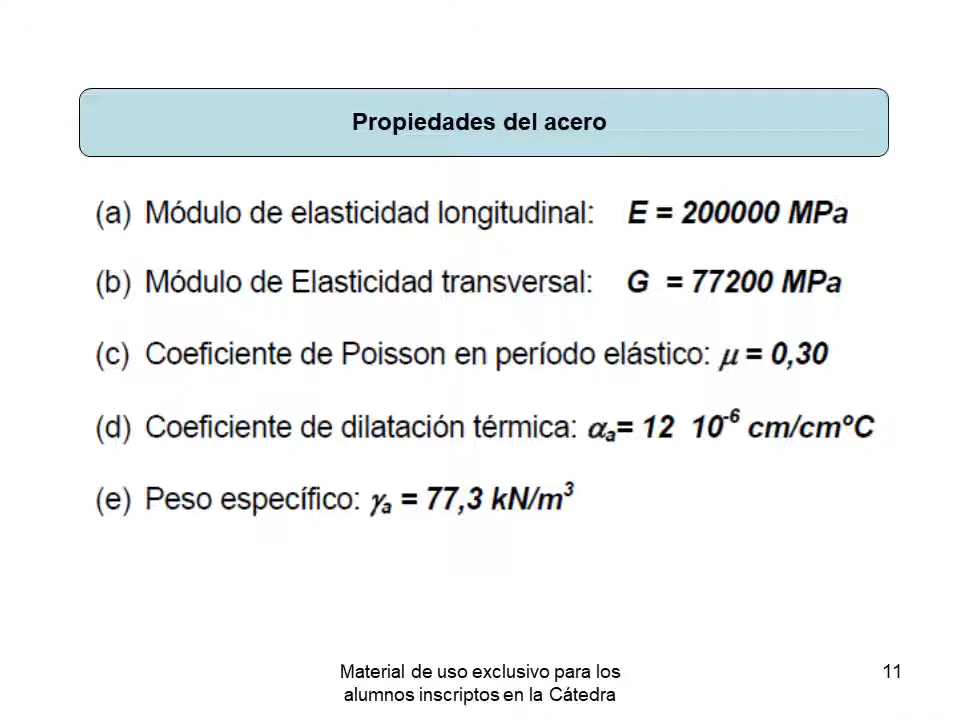 Propiedades del acero
(a) Módulo de elasticidad longitudinal: E = 200000 MPa
(b) Módulo de Elasticidad transversal: G = 77200 MPa
(c) Coeficiente de Poisson en período elástico: μ = 0,30
(d) Coeficiente de dilatación térmica: αₐ= 12 10⁻⁶ cm/cmºC
(e) Peso específico: γₐ = 77,3 kN/m³
Material de uso exclusivo para los
alumnos inscriptos en la Cátedra
11